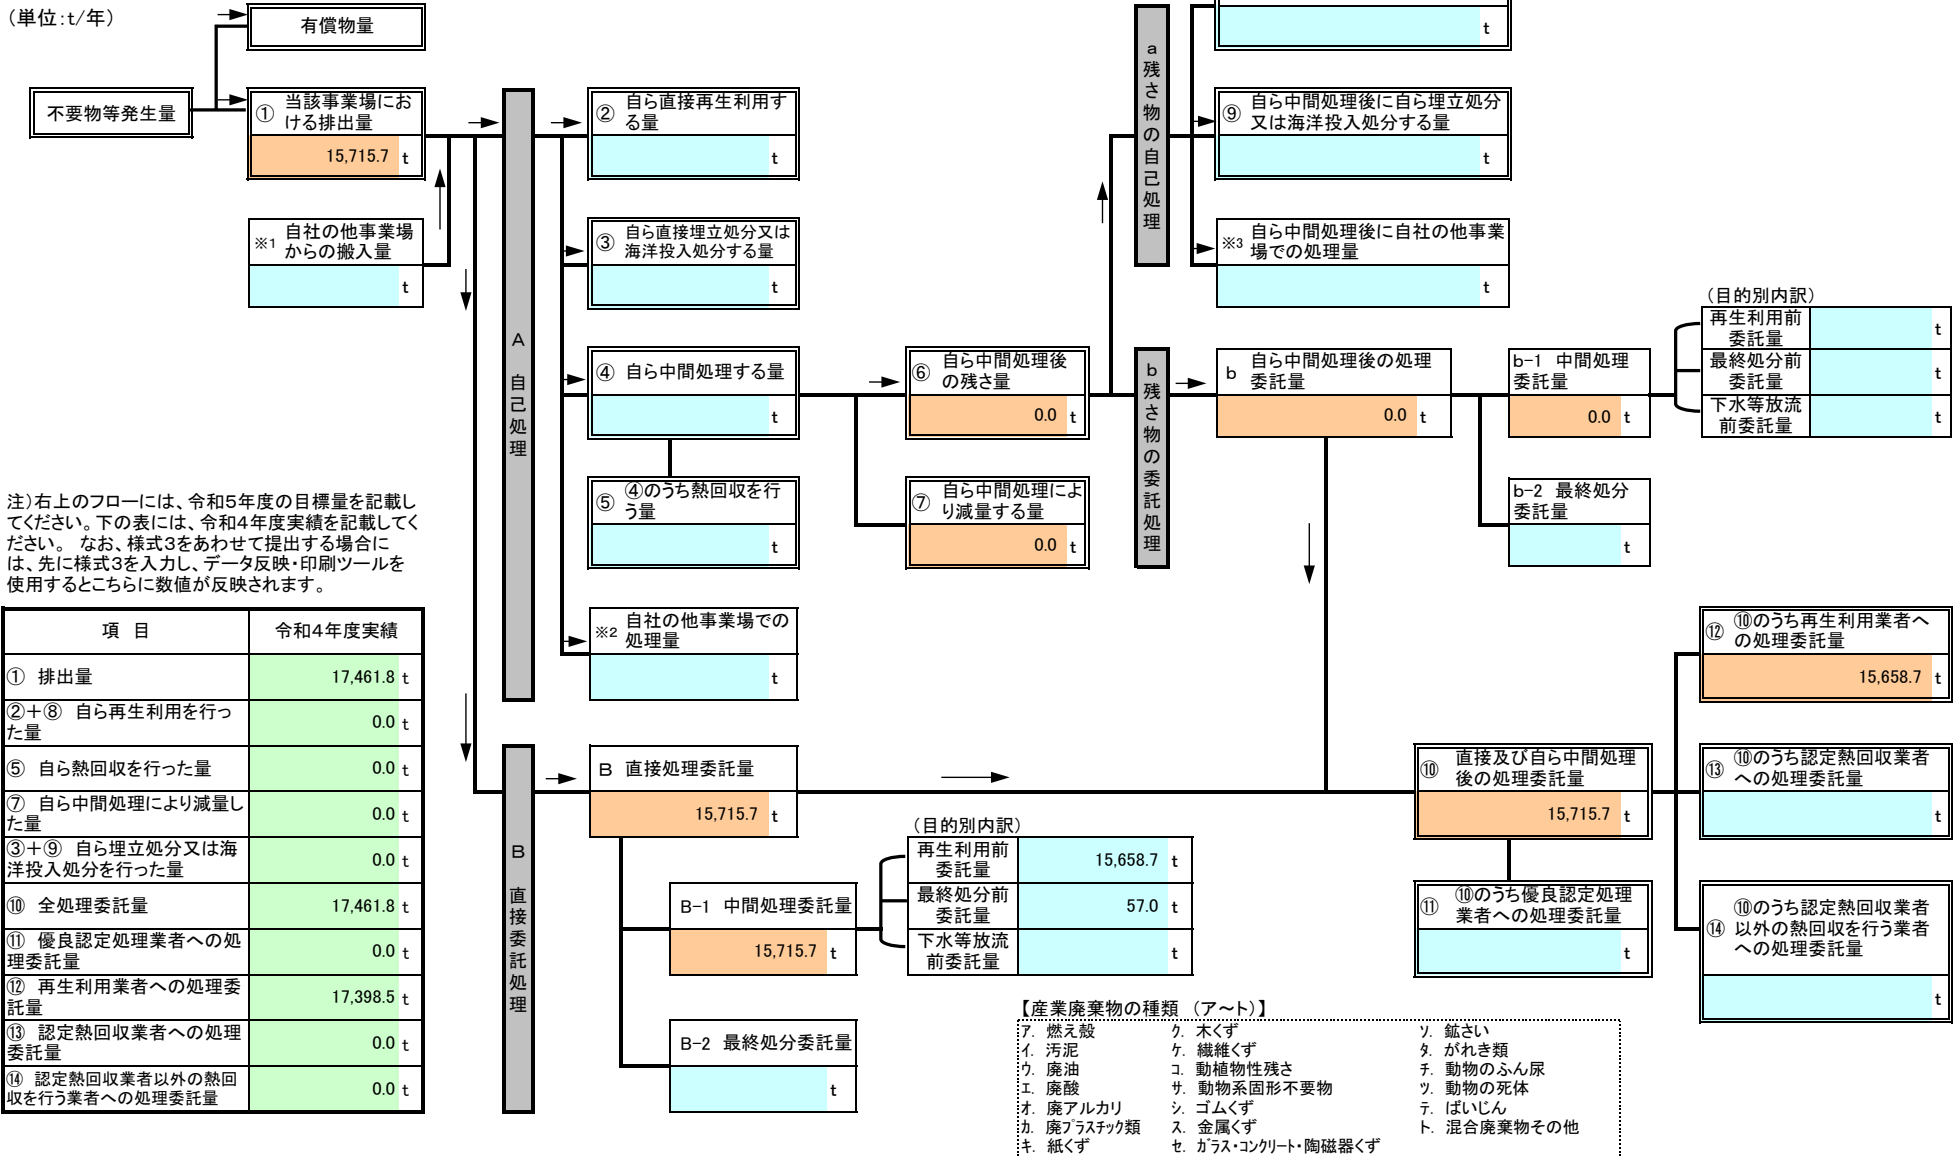 （単位：t/年）
有償物量
不要物等発生量
①
当該事業場にお
ける排出量
15,715.7 t
※1
自社の他事業場
からの搬入量
t
A 自己処理
②
自ら直接再生利用す
る量
t
③
自ら直接埋立処分又は
海洋投入処分する量
t
④ 自ら中間処理する量
t
⑤
④のうち熱回収を行
う量
t
※2
自社の他事業場での
処理量
t
⑥
自ら中間処理後
の残さ量
0.0 t
⑦
自ら中間処理によ
り減量する量
0.0 t
a残さ物の自己処理
t
⑨
自ら中間処理後に自ら埋立処分
又は海洋投入処分する量
t
※3
自ら中間処理後に自社の他事業
場での処理量
t
b残さ物の委託処理
b
自ら中間処理後の処理
委託量
0.0 t
b-1 中間処理
委託量
0.0 t
（目的別内訳）
再生利用前
委託量
t
最終処分前
委託量
t
下水等放流
前委託量
t
b-2 最終処分
委託量
t
注）右上のフローには、令和５年度の目標量を記載し
てください。下の表には、令和４年度実績を記載してく
ださい。 なお、様式３をあわせて提出する場合に
は、先に様式３を入力し、データ反映・印刷ツールを
使用するとこちらに数値が反映されます。
項 目 令和４年度実績
① 排出量 17,461.8 t
②＋⑧ 自ら再生利用を行っ
た量 0.0 t
⑤ 自ら熱回収を行った量 0.0 t
⑦ 自ら中間処理により減量し
た量 0.0 t
③＋⑨ 自ら埋立処分又は海
洋投入処分を行った量 0.0 t
⑩ 全処理委託量 17,461.8 t
⑪ 優良認定処理業者への処
理委託量 0.0 t
⑫ 再生利用業者への処理委
託量 17,398.5 t
⑬ 認定熱回収業者への処理
委託量 0.0 t
⑭ 認定熱回収業者以外の熱回
収を行う業者への処理委託量 0.0 t
B 直接委託処理
B 直接処理委託量
15,715.7 t
B-1 中間処理委託量
15,715.7 t
（目的別内訳）
再生利用前
委託量 15,658.7 t
最終処分前
委託量 57.0 t
下水等放流
前委託量 t
B-2 最終処分委託量
t
⑩
直接及び自ら中間処理
後の処理委託量
15,715.7 t
⑪
⑩のうち優良認定処理
業者への処理委託量
t
⑫
⑩のうち再生利用業者へ
の処理委託量
15,658.7 t
⑬
⑩のうち認定熱回収業者
への処理委託量
t
⑭
⑩のうち認定熱回収業者
以外の熱回収を行う業者
への処理委託量
t
【産業廃棄物の種類 （ア～ト）】
ア. 燃え殻 ク. 木くず ソ. 鉱さい
イ. 汚泥 ケ. 繊維くず タ. がれき類
ウ. 廃油 コ. 動植物性残さ チ. 動物のふん尿
エ. 廃酸 サ. 動物系固形不要物 ツ. 動物の死体
オ. 廃アルカリ シ. ゴムくず テ. ばいじん
カ. 廃プラスチック類 ス. 金属くず ト. 混合廃棄物その他
キ. 紙くず セ. ガラス・コンクリート・陶磁器くず